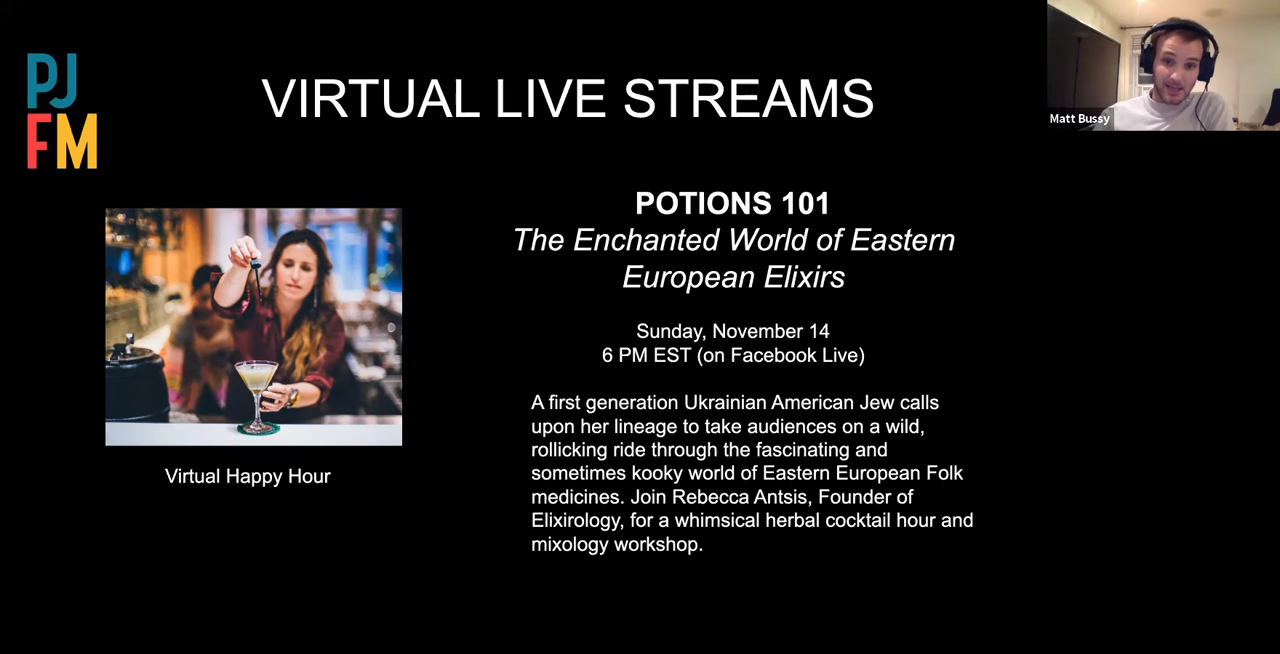 PJ
FM
VIRTUAL LIVE STREAMS
Matt Bussy
POTIONS 101
The Enchanted World of Eastern
European Elixirs
Sunday, November 14
6 PM EST (on Facebook Live)
A first generation Ukrainian American Jew calls
upon her lineage to take audiences on a wild,
rollicking ride through the fascinating and
sometimes kooky world of Eastern European Folk
medicines. Join Rebecca Antsis, Founder of
Elixirology, for a whimsical herbal cocktail hour and
mixology workshop.
Virtual Happy Hour